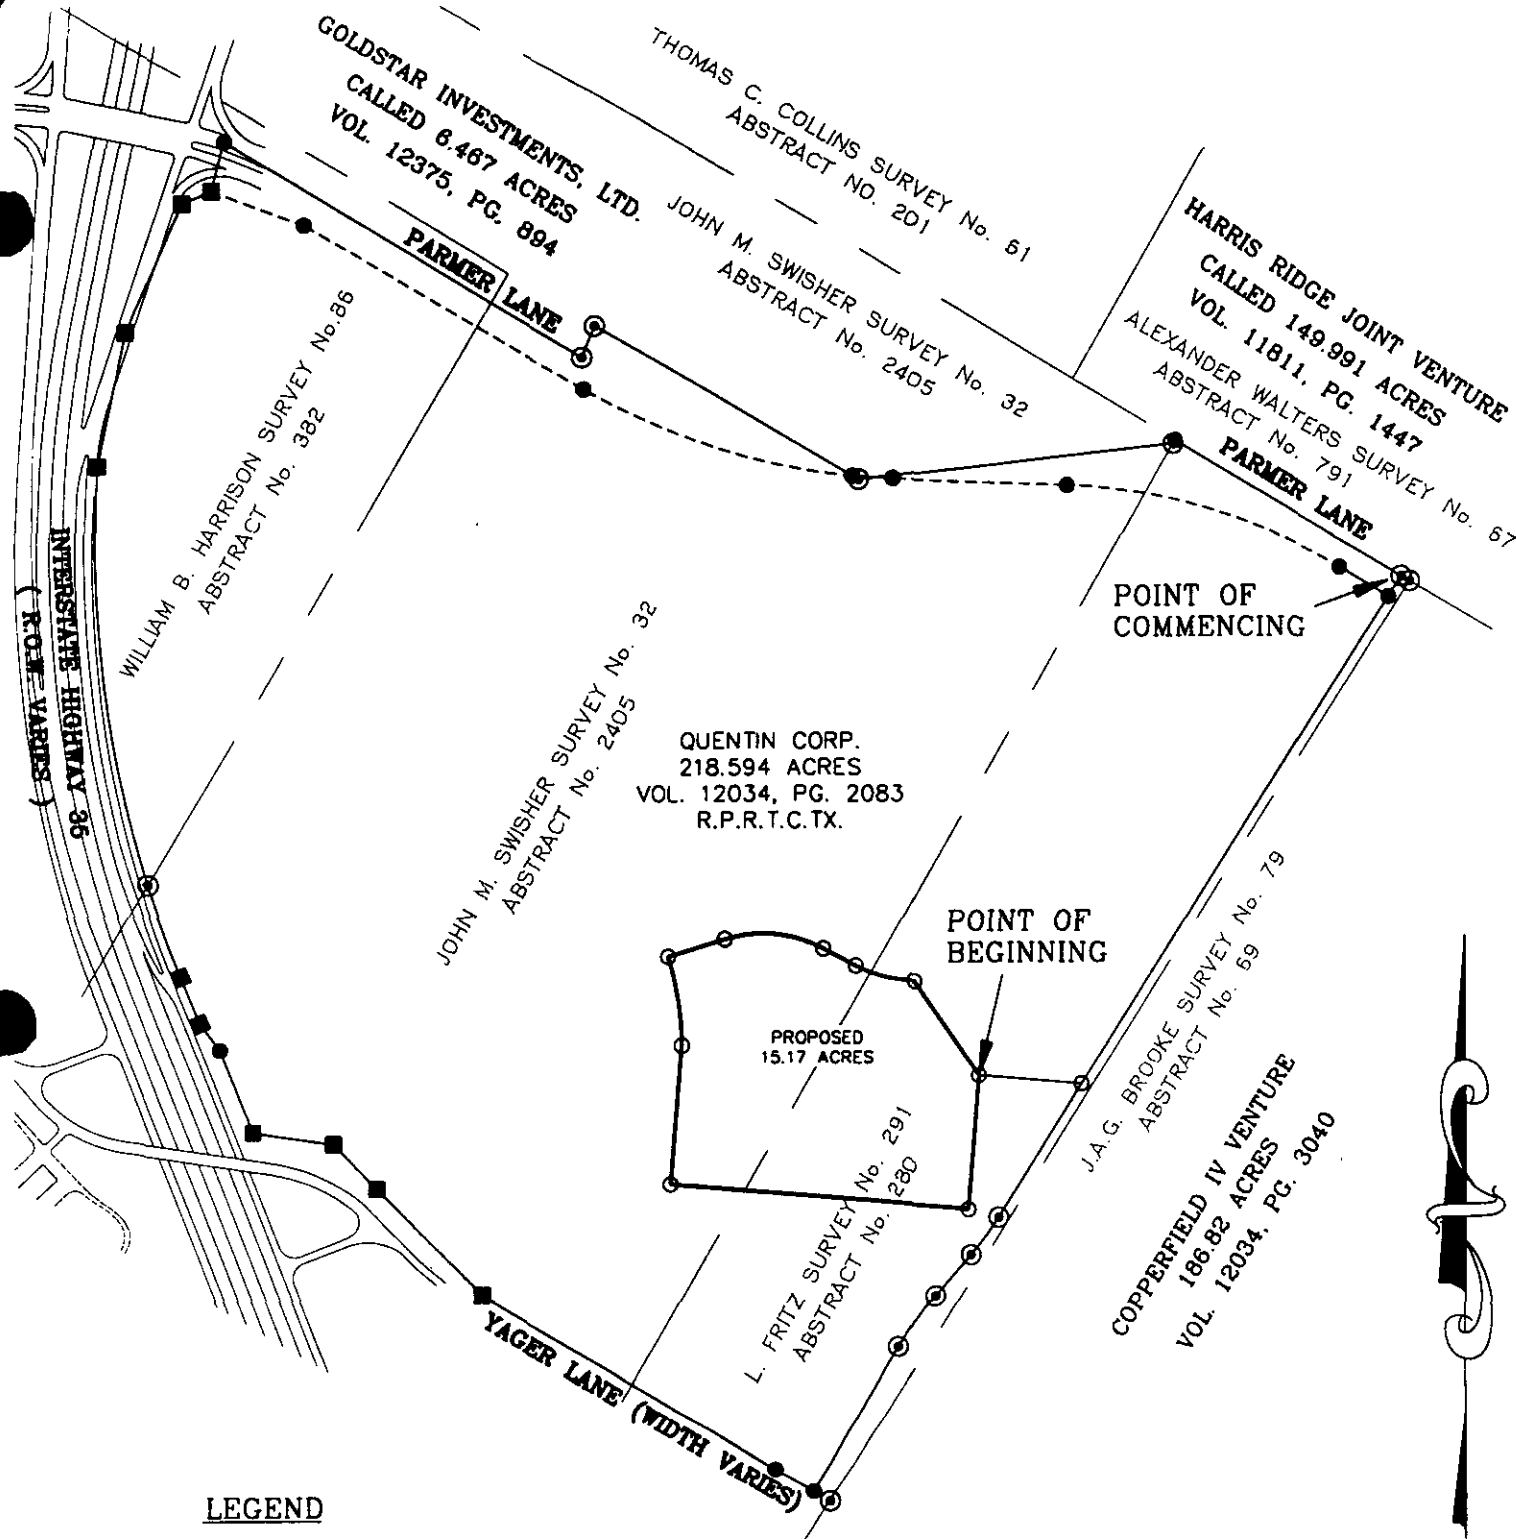 GOLDSTAR INVESTMENTS, LTD.
CALLED 6.467 ACRES
VOL. 12375, PG. 894
THOMAS C. COLLINS SURVEY No. 61
ABSTRACT NO. 201
JOHN M. SWISHER SURVEY No. 32
ABSTRACT No. 2405
HARRIS RIDGE JOINT VENTURE
CALLED 149.991 ACRES
VOL. 11811, PG. 1447
ALEXANDER WALTERS SURVEY No. 67
ABSTRACT No. 791
PARMER LANE
PARMER LANE
POINT OF
COMMENCING
WILLIAM B. HARRISON SURVEY No.86
ABSTRACT No. 382
INTERSTATE HIGHWAY 35
( R.O.W. VARIES )
JOHN M. SWISHER SURVEY No. 32
ABSTRACT No. 2405
QUENTIN CORP.
218.594 ACRES
VOL. 12034, PG. 2083
R.P.R.T.C.TX.
POINT OF
BEGINNING
PROPOSED
15.17 ACRES
J.A.G. BROOKE SURVEY No. 79
ABSTRACT No. 69
COPPERFIELD IV VENTURE
186.82 ACRES
VOL. 12034, PG. 3040
L. FRITZ SURVEY No. 291
ABSTRACT No. 280
YAGER LANE (WIDTH VARIES)
LEGEND